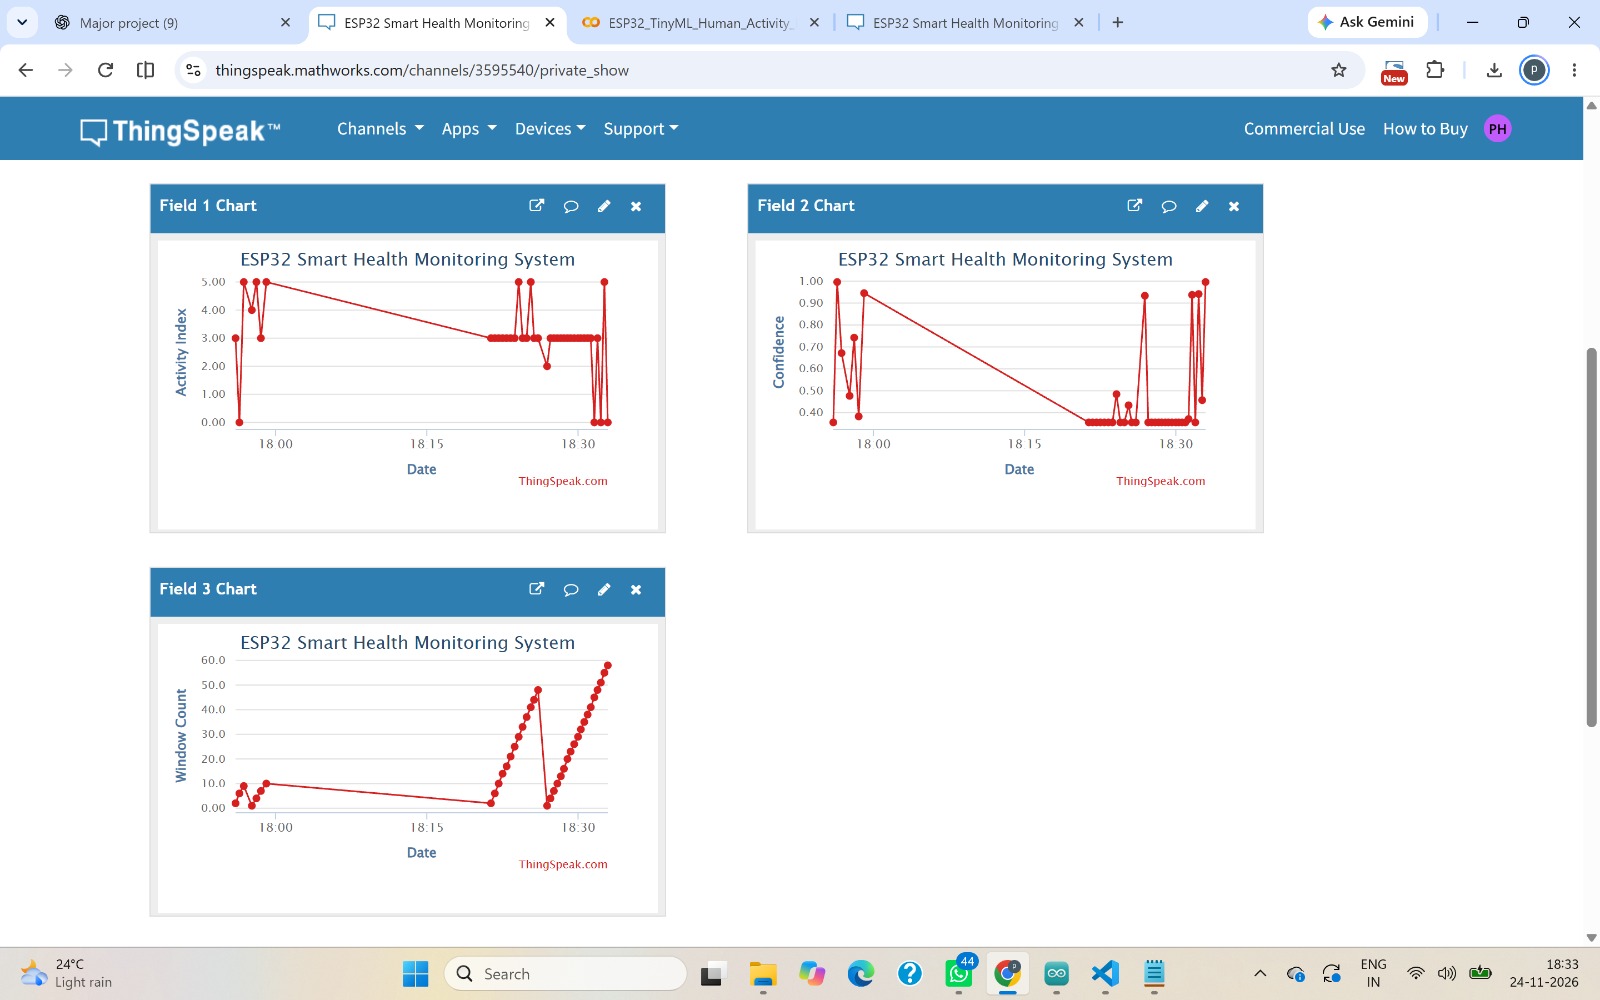 Major project (9)
ESP32 Smart Health Monitoring
ESP32_TinyML_Human_Activity_
ESP32 Smart Health Monitoring
Ask Gemini
thingspeak.mathworks.com/channels/3595540/private_show
New
P
ThingSpeak™
Channels
Apps
Devices
Support
Commercial Use
How to Buy
PH
Field 1 Chart
ESP32 Smart Health Monitoring System
Activity Index
5.00
4.00
3.00
2.00
1.00
0.00
18 00
18 15
18 30
Date
ThingSpeak.com
Field 2 Chart
ESP32 Smart Health Monitoring System
Confidence
1.00
0.90
0.80
0.70
0.60
0.50
0.40
18 00
18 15
18 30
Date
ThingSpeak.com
Field 3 Chart
ESP32 Smart Health Monitoring System
Window Count
60.0
50.0
40.0
30.0
20.0
10.0
0.00
18:00
18:15
18:30
Date
ThingSpeak.com
24°C
Light rain
Search
44
ENG
IN
18:33
24-11-2026